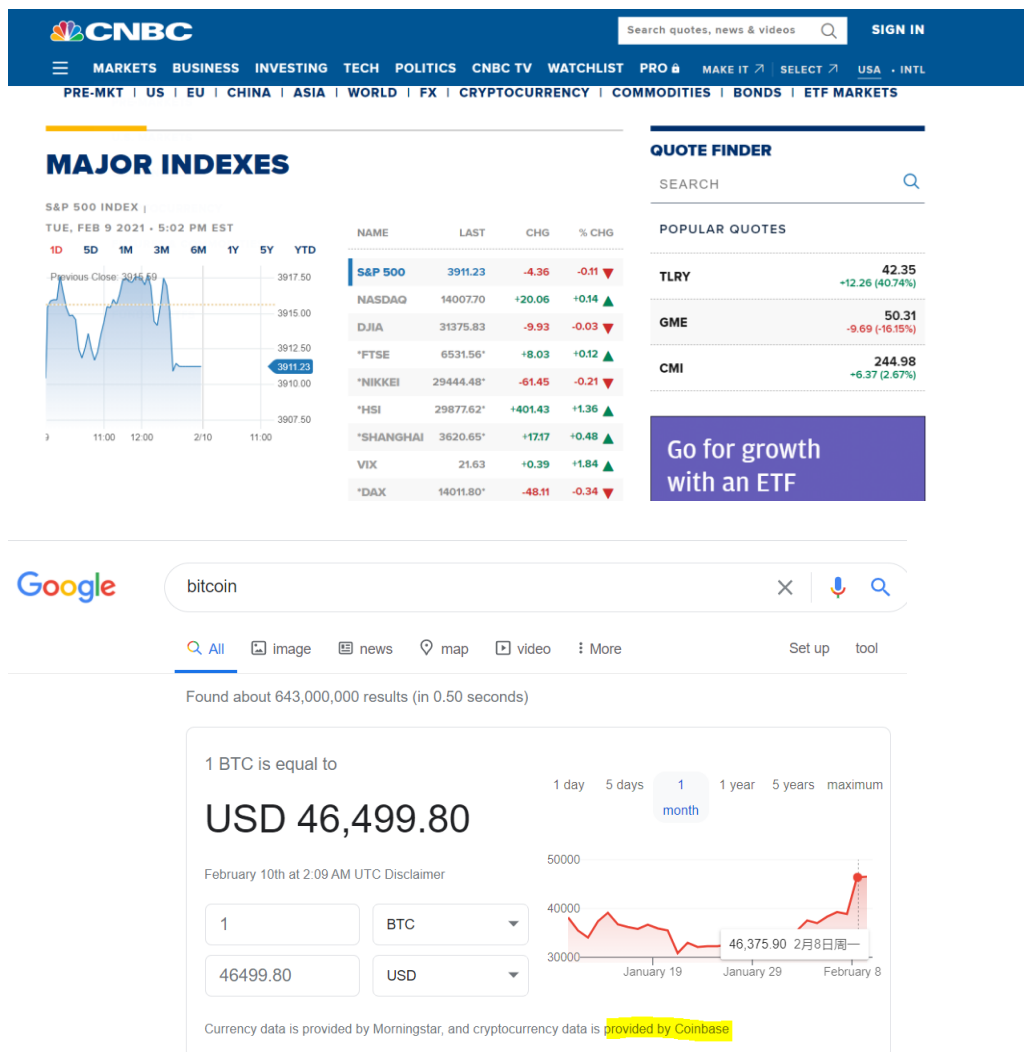 CNBC
Search quotes, news & videos
SIGN IN
MARKETS BUSINESS INVESTING TECH POLITICS CNBC TV WATCHLIST PRO MAKE IT SELECT USA • INTL
PRE-MKT | US | EU | CHINA | ASIA | WORLD | FX | CRYPTOCURRENCY | COMMODITIES | BONDS | ETF MARKETS
MAJOR INDEXES
S&P 500 INDEX |
TUE, FEB 9 2021 • 5:02 PM EST
1D 5D 1M 3M 6M 1Y 5Y YTD
Previous Close: 3915.59
3917.50
3915.00
3912.50
3911.23
3910.00
3907.50
9 11:00 12:00 2/10 11:00
NAME LAST CHG % CHG
S&P 500 3911.23 -4.36 -0.11
NASDAQ 14007.70 +20.06 +0.14
DJIA 31375.83 -9.93 -0.03
*FTSE 6531.56* +8.03 +0.12
*NIKKEI 29444.48* -61.45 -0.21
*HSI 29877.62* +401.43 +1.36
*SHANGHAI 3620.65* +17.17 +0.48
VIX 21.63 +0.39 +1.84
*DAX 14011.80* -48.11 -0.34
QUOTE FINDER
SEARCH
POPULAR QUOTES
TLRY 42.35
+12.26 (40.74%)
GME 50.31
-9.69 (-16.15%)
CMI 244.98
+6.37 (2.67%)
Go for growth
with an ETF
Google
bitcoin
All image news map video More Set up tool
Found about 643,000,000 results (in 0.50 seconds)
1 BTC is equal to
USD 46,499.80
February 10th at 2:09 AM UTC Disclaimer
1 BTC
46499.80 USD
1 day 5 days 1 month 1 year 5 years maximum
50000
40000
30000
46,375.90 2月8日周一
January 19 January 29 February 8
Currency data is provided by Morningstar, and cryptocurrency data is provided by Coinbase